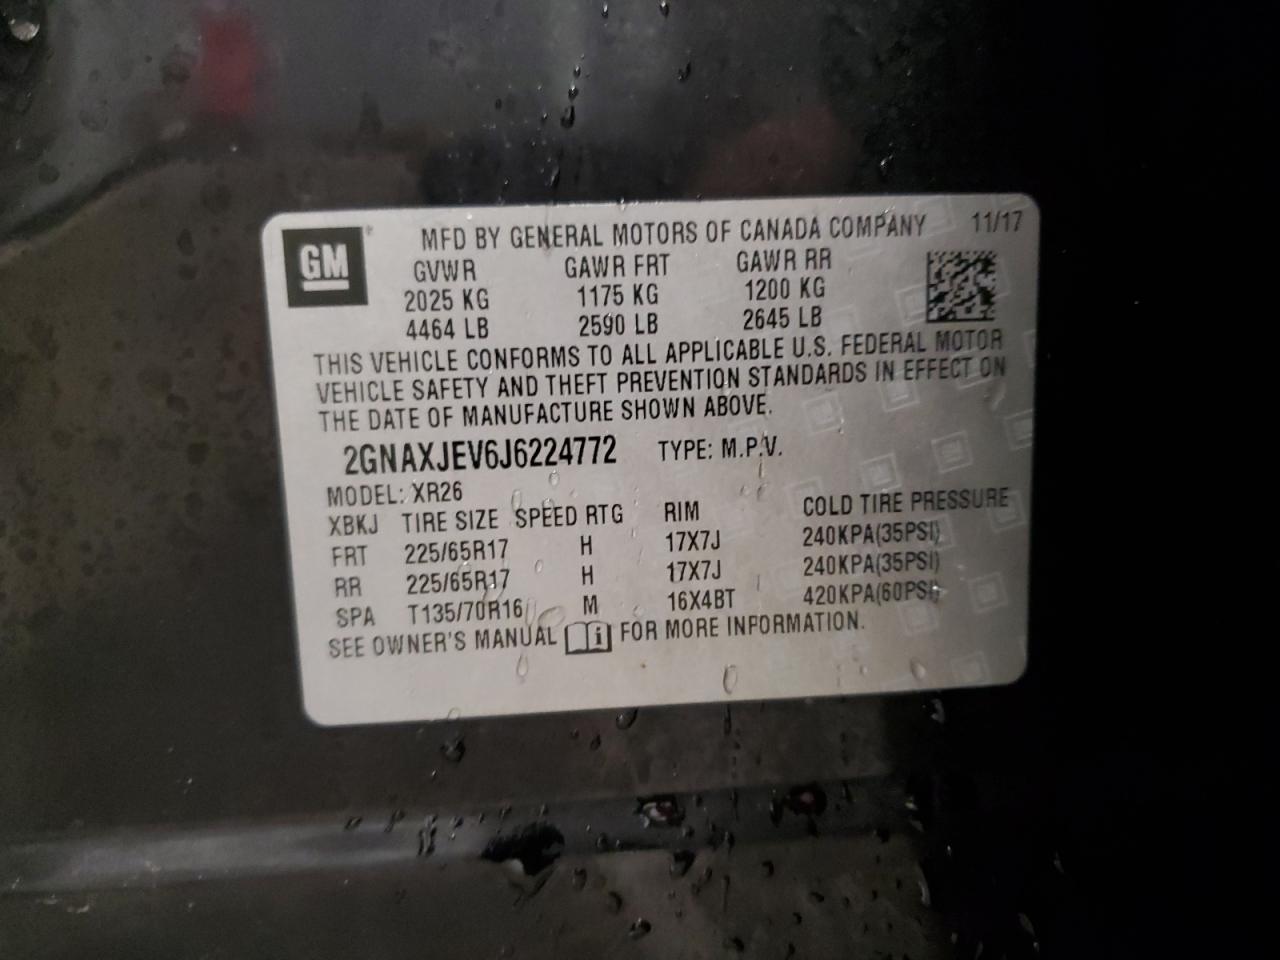 GM
MFD BY GENERAL MOTORS OF CANADA COMPANY 11/17
GVWR GAWR FRT GAWR RR
2025 KG 1175 KG 1200 KG
4464 LB 2590 LB 2645 LB
THIS VEHICLE CONFORMS TO ALL APPLICABLE U.S. FEDERAL MOTOR
VEHICLE SAFETY AND THEFT PREVENTION STANDARDS IN EFFECT ON
THE DATE OF MANUFACTURE SHOWN ABOVE.
2GNAXJEV6J6224772 TYPE: M.P.V.
MODEL: XR26
XBKJ TIRE SIZE SPEED RTG RIM COLD TIRE PRESSURE
FRT 225/65R17 H 17X7J 240KPA(35PSI)
RR 225/65R17 H 17X7J 240KPA(35PSI)
SPA T135/70R16 M 16X4BT 420KPA(60PSI)
SEE OWNER'S MANUAL i FOR MORE INFORMATION.